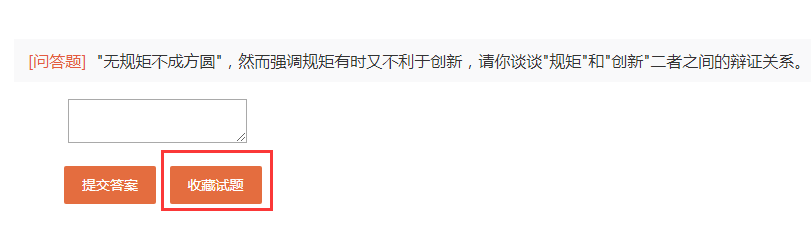 [问答题] "无规矩不成方圆"，然而强调规矩有时又不利于创新，请你谈谈"规矩"和"创新"二者之间的辩证关系。
提交答案 收藏试题